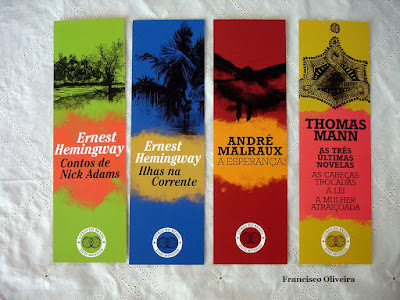 Ernest
Hemingway
Contos de
Nick Adams
Ernest
Hemingway
Ilhas na
Corrente
ANDRÉ
MALRAUX
A ESPERANÇA
THOMAS
MANN
AS TRÊS
ÚLTIMAS
NOVELAS
AS CABEÇAS
TROCADAS
A LEI
A MULHER
ATRAIÇOADA
Francisco Oliveira